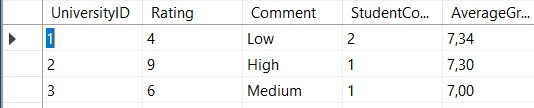 UniversityID Rating Comment StudentCo... AverageGr...
1 4 Low 2 7,34
2 9 High 1 7,30
3 6 Medium 1 7,00